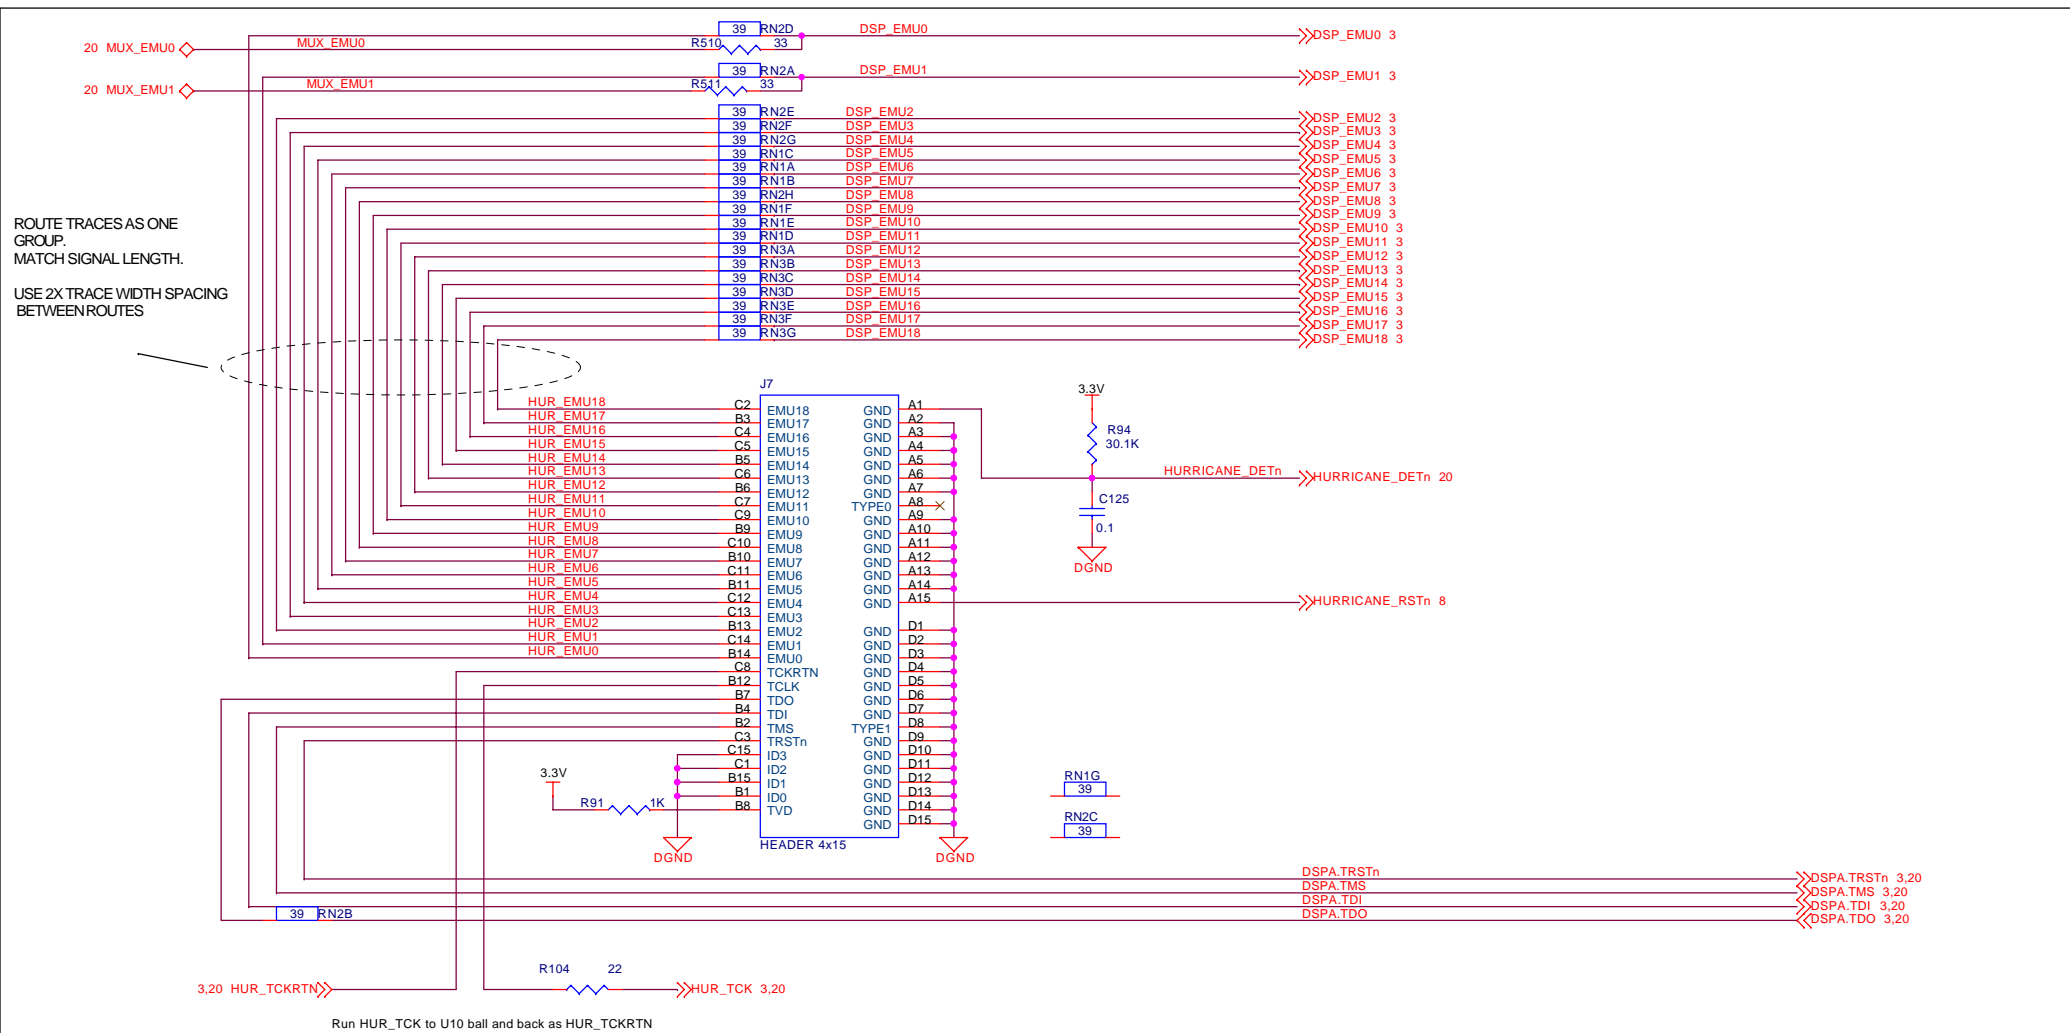 39 RN2D DSP_EMU0
20 MUX_EMU0 MUX_EMU0 R510 33 DSP_EMU0 3
39 RN2A DSP_EMU1
20 MUX_EMU1 MUX_EMU1 R511 33 DSP_EMU1 3
39 RN2E DSP_EMU2 DSP_EMU2 3
39 RN2F DSP_EMU3 DSP_EMU3 3
39 RN2G DSP_EMU4 DSP_EMU4 3
39 RN1C DSP_EMU5 DSP_EMU5 3
39 RN1A DSP_EMU6 DSP_EMU6 3
39 RN1B DSP_EMU7 DSP_EMU7 3
39 RN2H DSP_EMU8 DSP_EMU8 3
39 RN1F DSP_EMU9 DSP_EMU9 3
39 RN1E DSP_EMU10 DSP_EMU10 3
39 RN1D DSP_EMU11 DSP_EMU11 3
39 RN3A DSP_EMU12 DSP_EMU12 3
39 RN3B DSP_EMU13 DSP_EMU13 3
39 RN3C DSP_EMU14 DSP_EMU14 3
39 RN3D DSP_EMU15 DSP_EMU15 3
39 RN3E DSP_EMU16 DSP_EMU16 3
39 RN3F DSP_EMU17 DSP_EMU17 3
39 RN3G DSP_EMU18 DSP_EMU18 3
ROUTE TRACES AS ONE
GROUP.
MATCH SIGNAL LENGTH.
USE 2X TRACE WIDTH SPACING
BETWEEN ROUTES
J7
HUR_EMU18 C2 EMU18 GND A1
HUR_EMU17 B3 EMU17 GND A2
HUR_EMU16 C4 EMU16 GND A3
HUR_EMU15 C5 EMU15 GND A4
HUR_EMU14 B5 EMU14 GND A5
HUR_EMU13 C6 EMU13 GND A6
HUR_EMU12 B6 EMU12 GND A7
HUR_EMU11 C7 EMU11 TYPE0 A8
HUR_EMU10 C9 EMU10 GND A9
HUR_EMU9 B9 EMU9 GND A10
HUR_EMU8 C10 EMU8 GND A11
HUR_EMU7 B10 EMU7 GND A12
HUR_EMU6 C11 EMU6 GND A13
HUR_EMU5 B11 EMU5 GND A14
HUR_EMU4 C12 EMU4 GND A15
HUR_EMU3 C13 EMU3
HUR_EMU2 B13 EMU2 GND D1
HUR_EMU1 C14 EMU1 GND D2
HUR_EMU0 B14 EMU0 GND D3
C8 TCKRTN GND D4
B12 TCLK GND D5
B7 TDO GND D6
B4 TDI GND D7
B2 TMS TYPE1 D8
C3 TRSTn GND D9
C15 ID3 GND D10
C1 ID2 GND D11
B15 ID1 GND D12
B1 ID0 GND D13
B8 TVD GND D14
GND D15
HEADER 4x15
3.3V
R94
30.1K
HURRICANE_DETn HURRICANE_DETn 20
C125
0.1
DGND
HURRICANE_RSTn 8
3.3V
R91 1K
DGND
DGND
RN1G
39
RN2C
39
DSPA.TRSTn DSPA.TRSTn 3,20
DSPA.TMS DSPA.TMS 3,20
DSPA.TDI DSPA.TDI 3,20
39 RN2B DSPA.TDO DSPA.TDO 3,20
R104 22
3,20 HUR_TCKRTN HUR_TCK 3,20
Run HUR_TCK to U10 ball and back as HUR_TCKRTN